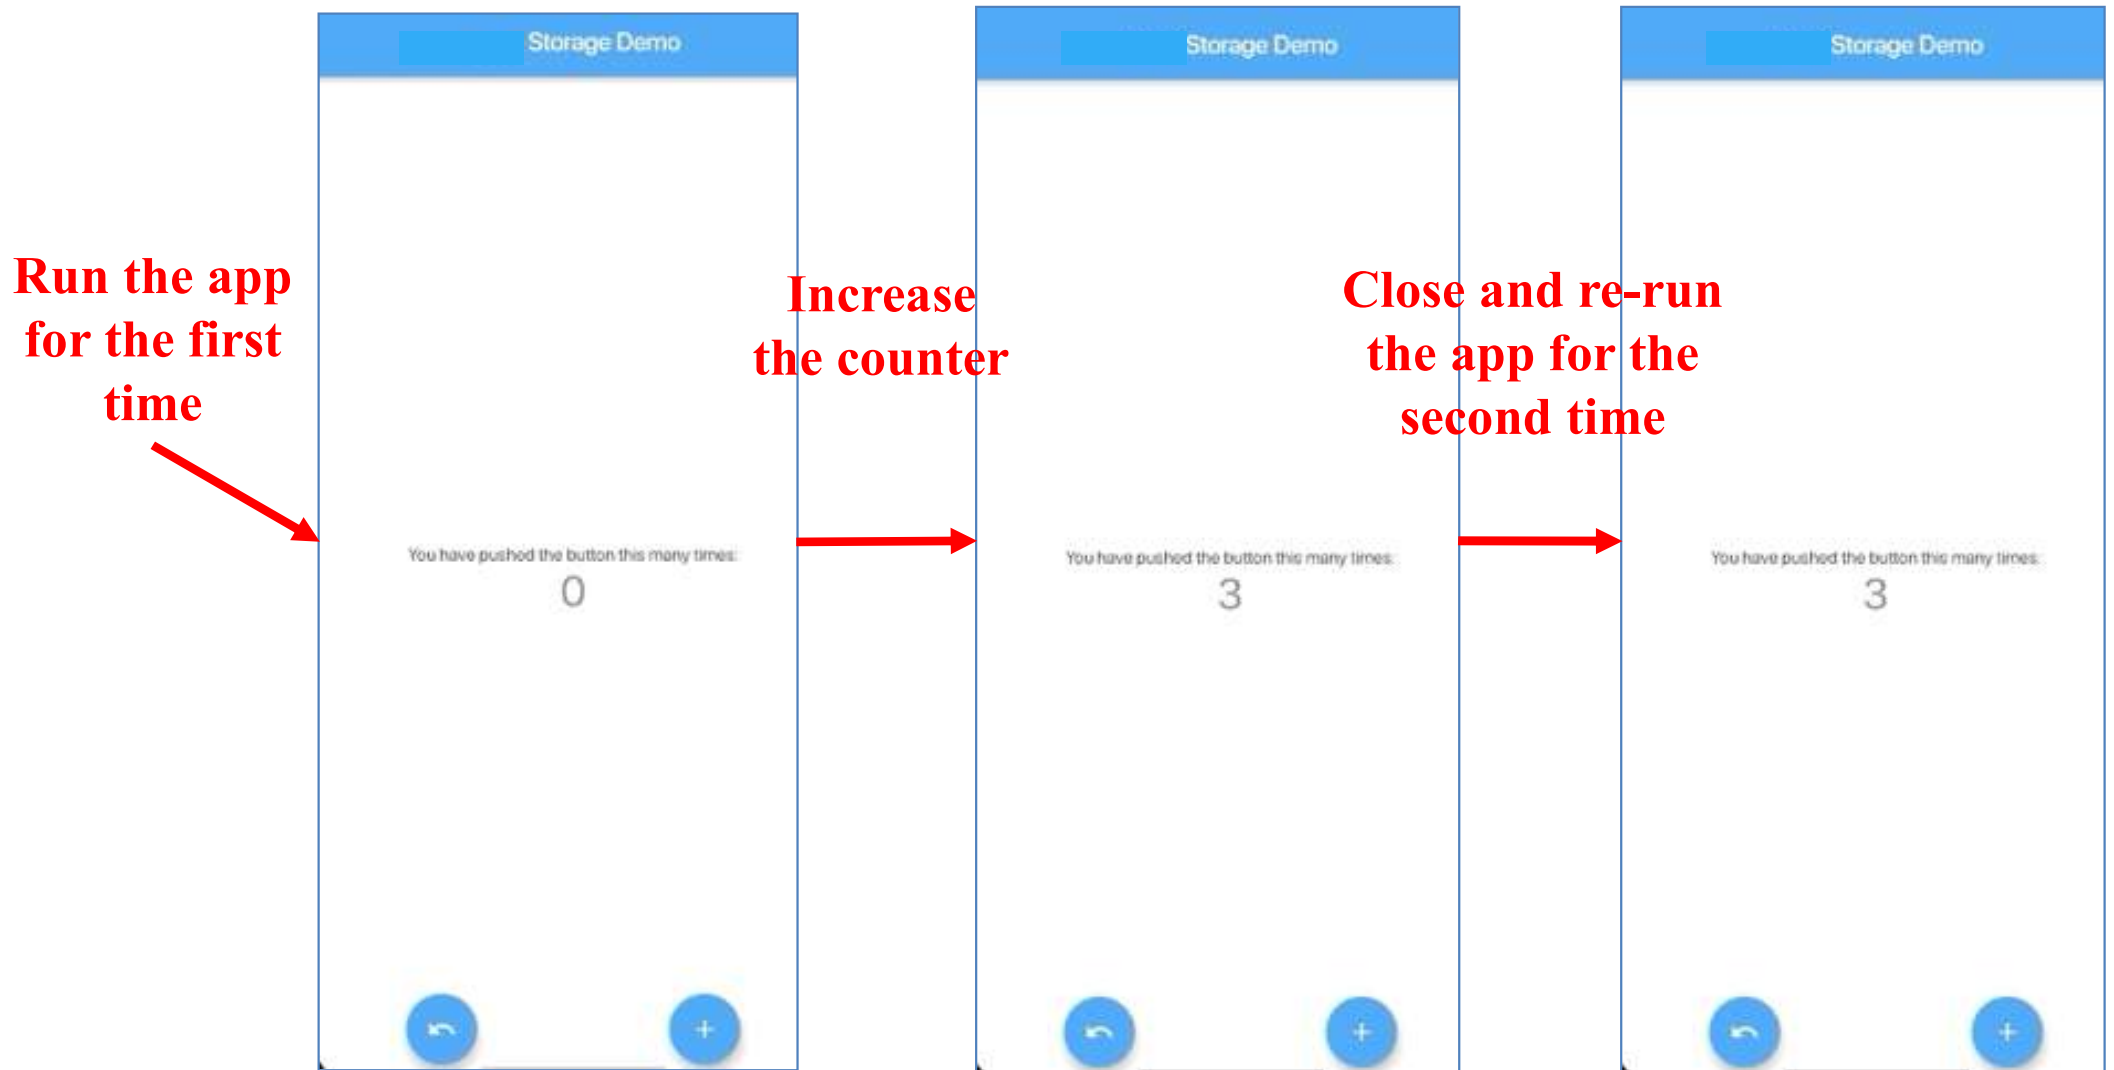 Run the app
for the first
time
Storage Demo
You have pushed the button this many times:
0
+
Increase
the counter
Storage Demo
You have pushed the button this many times:
3
+
Close and re-run
the app for the
second time
Storage Demo
You have pushed the button this many times:
3
+